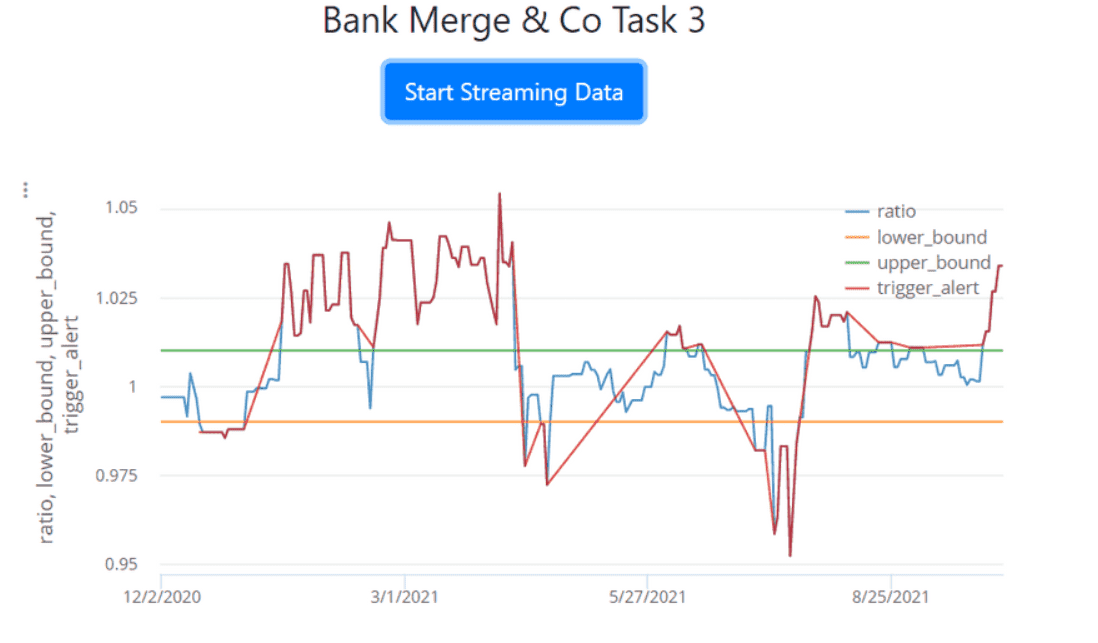 Bank Merge & Co Task 3
Start Streaming Data
ratio, lower_bound, upper_bound,
trigger_alert
1.05
1.025
1
0.975
0.95
ratio
lower_bound
upper_bound
trigger_alert
12/2/2020
3/1/2021
5/27/2021
8/25/2021